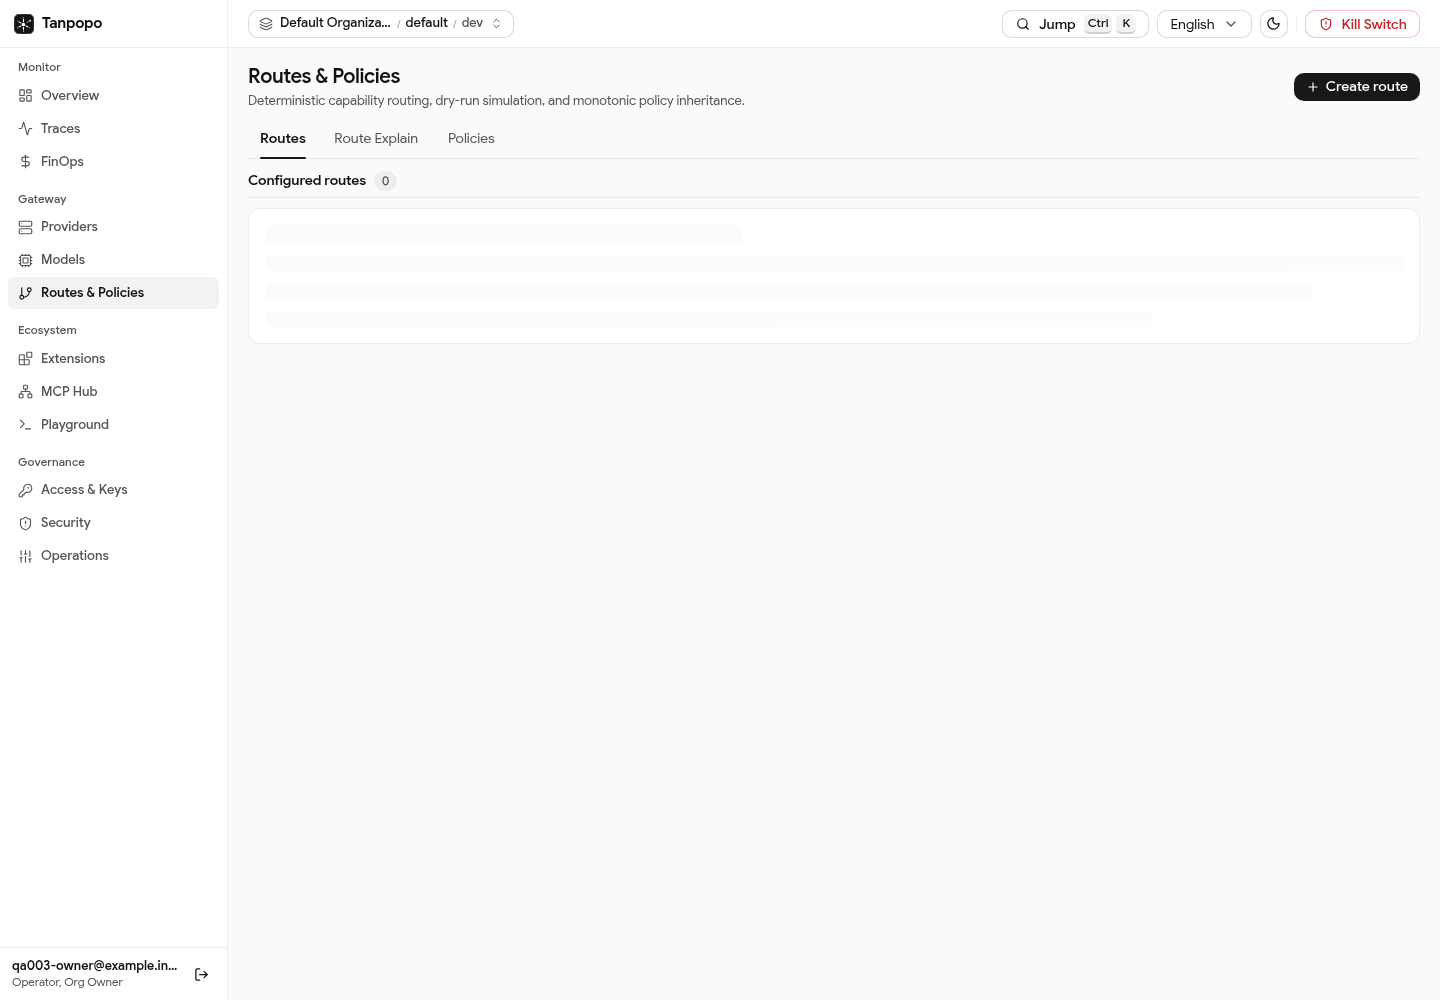 Tanpopo
Default Organiza... / default / dev
Jump Ctrl K
English
Kill Switch
Monitor
Overview
Traces
FinOps
Gateway
Providers
Models
Routes & Policies
Ecosystem
Extensions
MCP Hub
Playground
Governance
Access & Keys
Security
Operations
qa003-owner@example.in...
Operator, Org Owner
Routes & Policies
Deterministic capability routing, dry-run simulation, and monotonic policy inheritance.
Create route
Routes
Route Explain
Policies
Configured routes 0